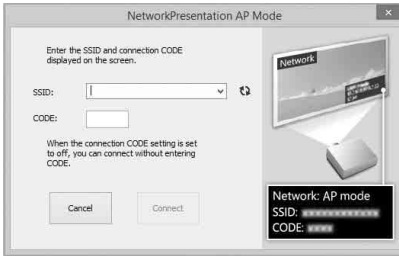 NetworkPresentation AP Mode
Enter the SSID and connection CODE
displayed on the screen.
SSID:
CODE:
When the connection CODE setting is set
to off, you can connect without entering
CODE.
Cancel
Connect
Network
Network: AP mode
SSID:
CODE: